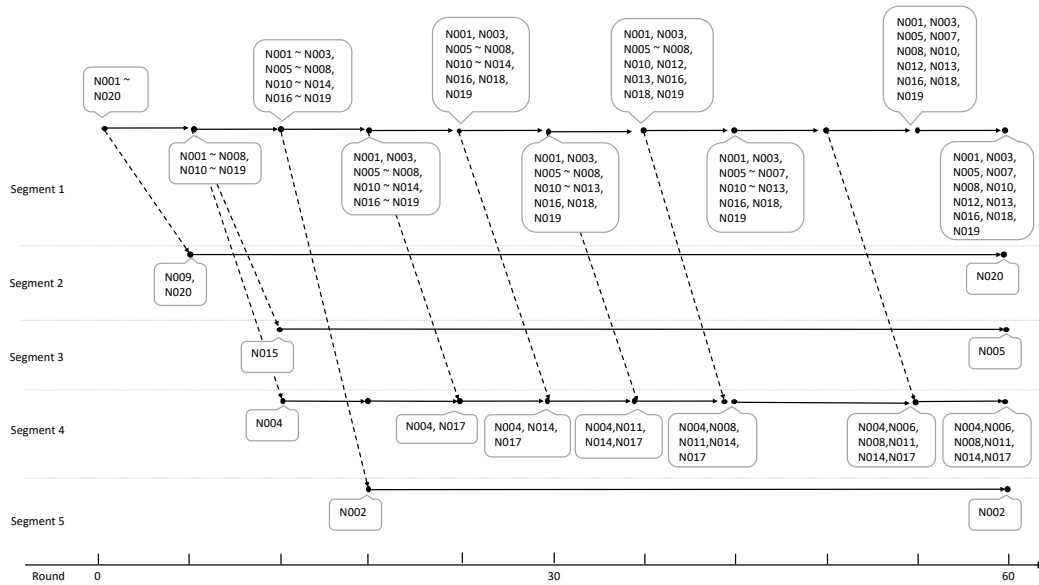 N001 ~
N020
N001 ~ N003,
N005 ~ N008,
N010 ~ N014,
N016 ~ N019
N001, N003,
N005 ~ N008,
N010 ~ N014,
N016, N018,
N019
N001, N003,
N005 ~ N008,
N010, N012,
N013, N016,
N018, N019
N001, N003,
N005, N007,
N008, N010,
N012, N013,
N016, N018,
N019
N001 ~ N008,
N010 ~ N019
N001, N003,
N005 ~ N008,
N010 ~ N014,
N016 ~ N019
N001, N003,
N005 ~ N008,
N010 ~ N013,
N016, N018,
N019
N001, N003,
N005 ~ N007,
N010 ~ N013,
N016, N018,
N019
N001, N003,
N005, N007,
N008, N010,
N012, N013,
N016, N018,
N019
Segment 1
Segment 2
N009,
N020
N020
Segment 3
N015
N005
Segment 4
N004
N004, N017
N004, N014,
N017
N004,N011,
N014,N017
N004,N008,
N011,N014,
N017
N004,N006,
N008,N011,
N014,N017
N004,N006,
N008,N011,
N014,N017
Segment 5
N002
N002
Round 0 30 60